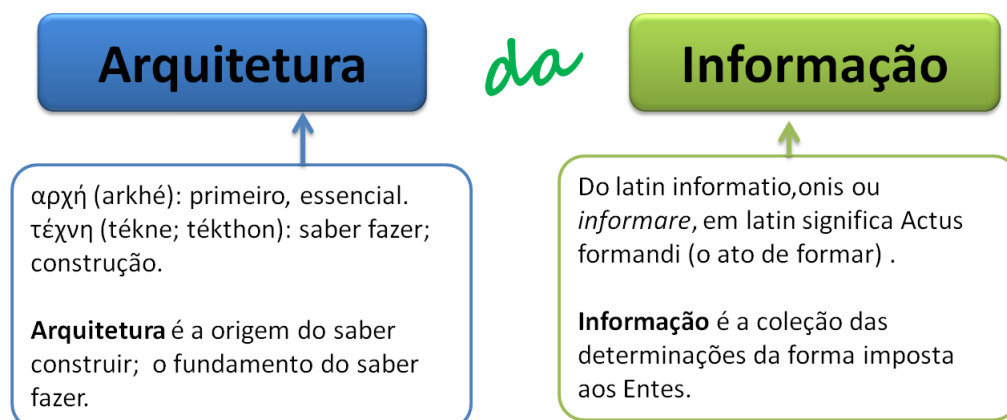 Arquitetura da Informação
αρχή (arkhé): primeiro, essencial.
τέχνη (tékne; tékthon): saber fazer;
construção.
Arquitetura é a origem do saber
construir; o fundamento do saber
fazer.
Do latin informatio,onis ou
informare, em latin significa Actus
formandi (o ato de formar) .
Informação é a coleção das
determinações da forma imposta
aos Entes.